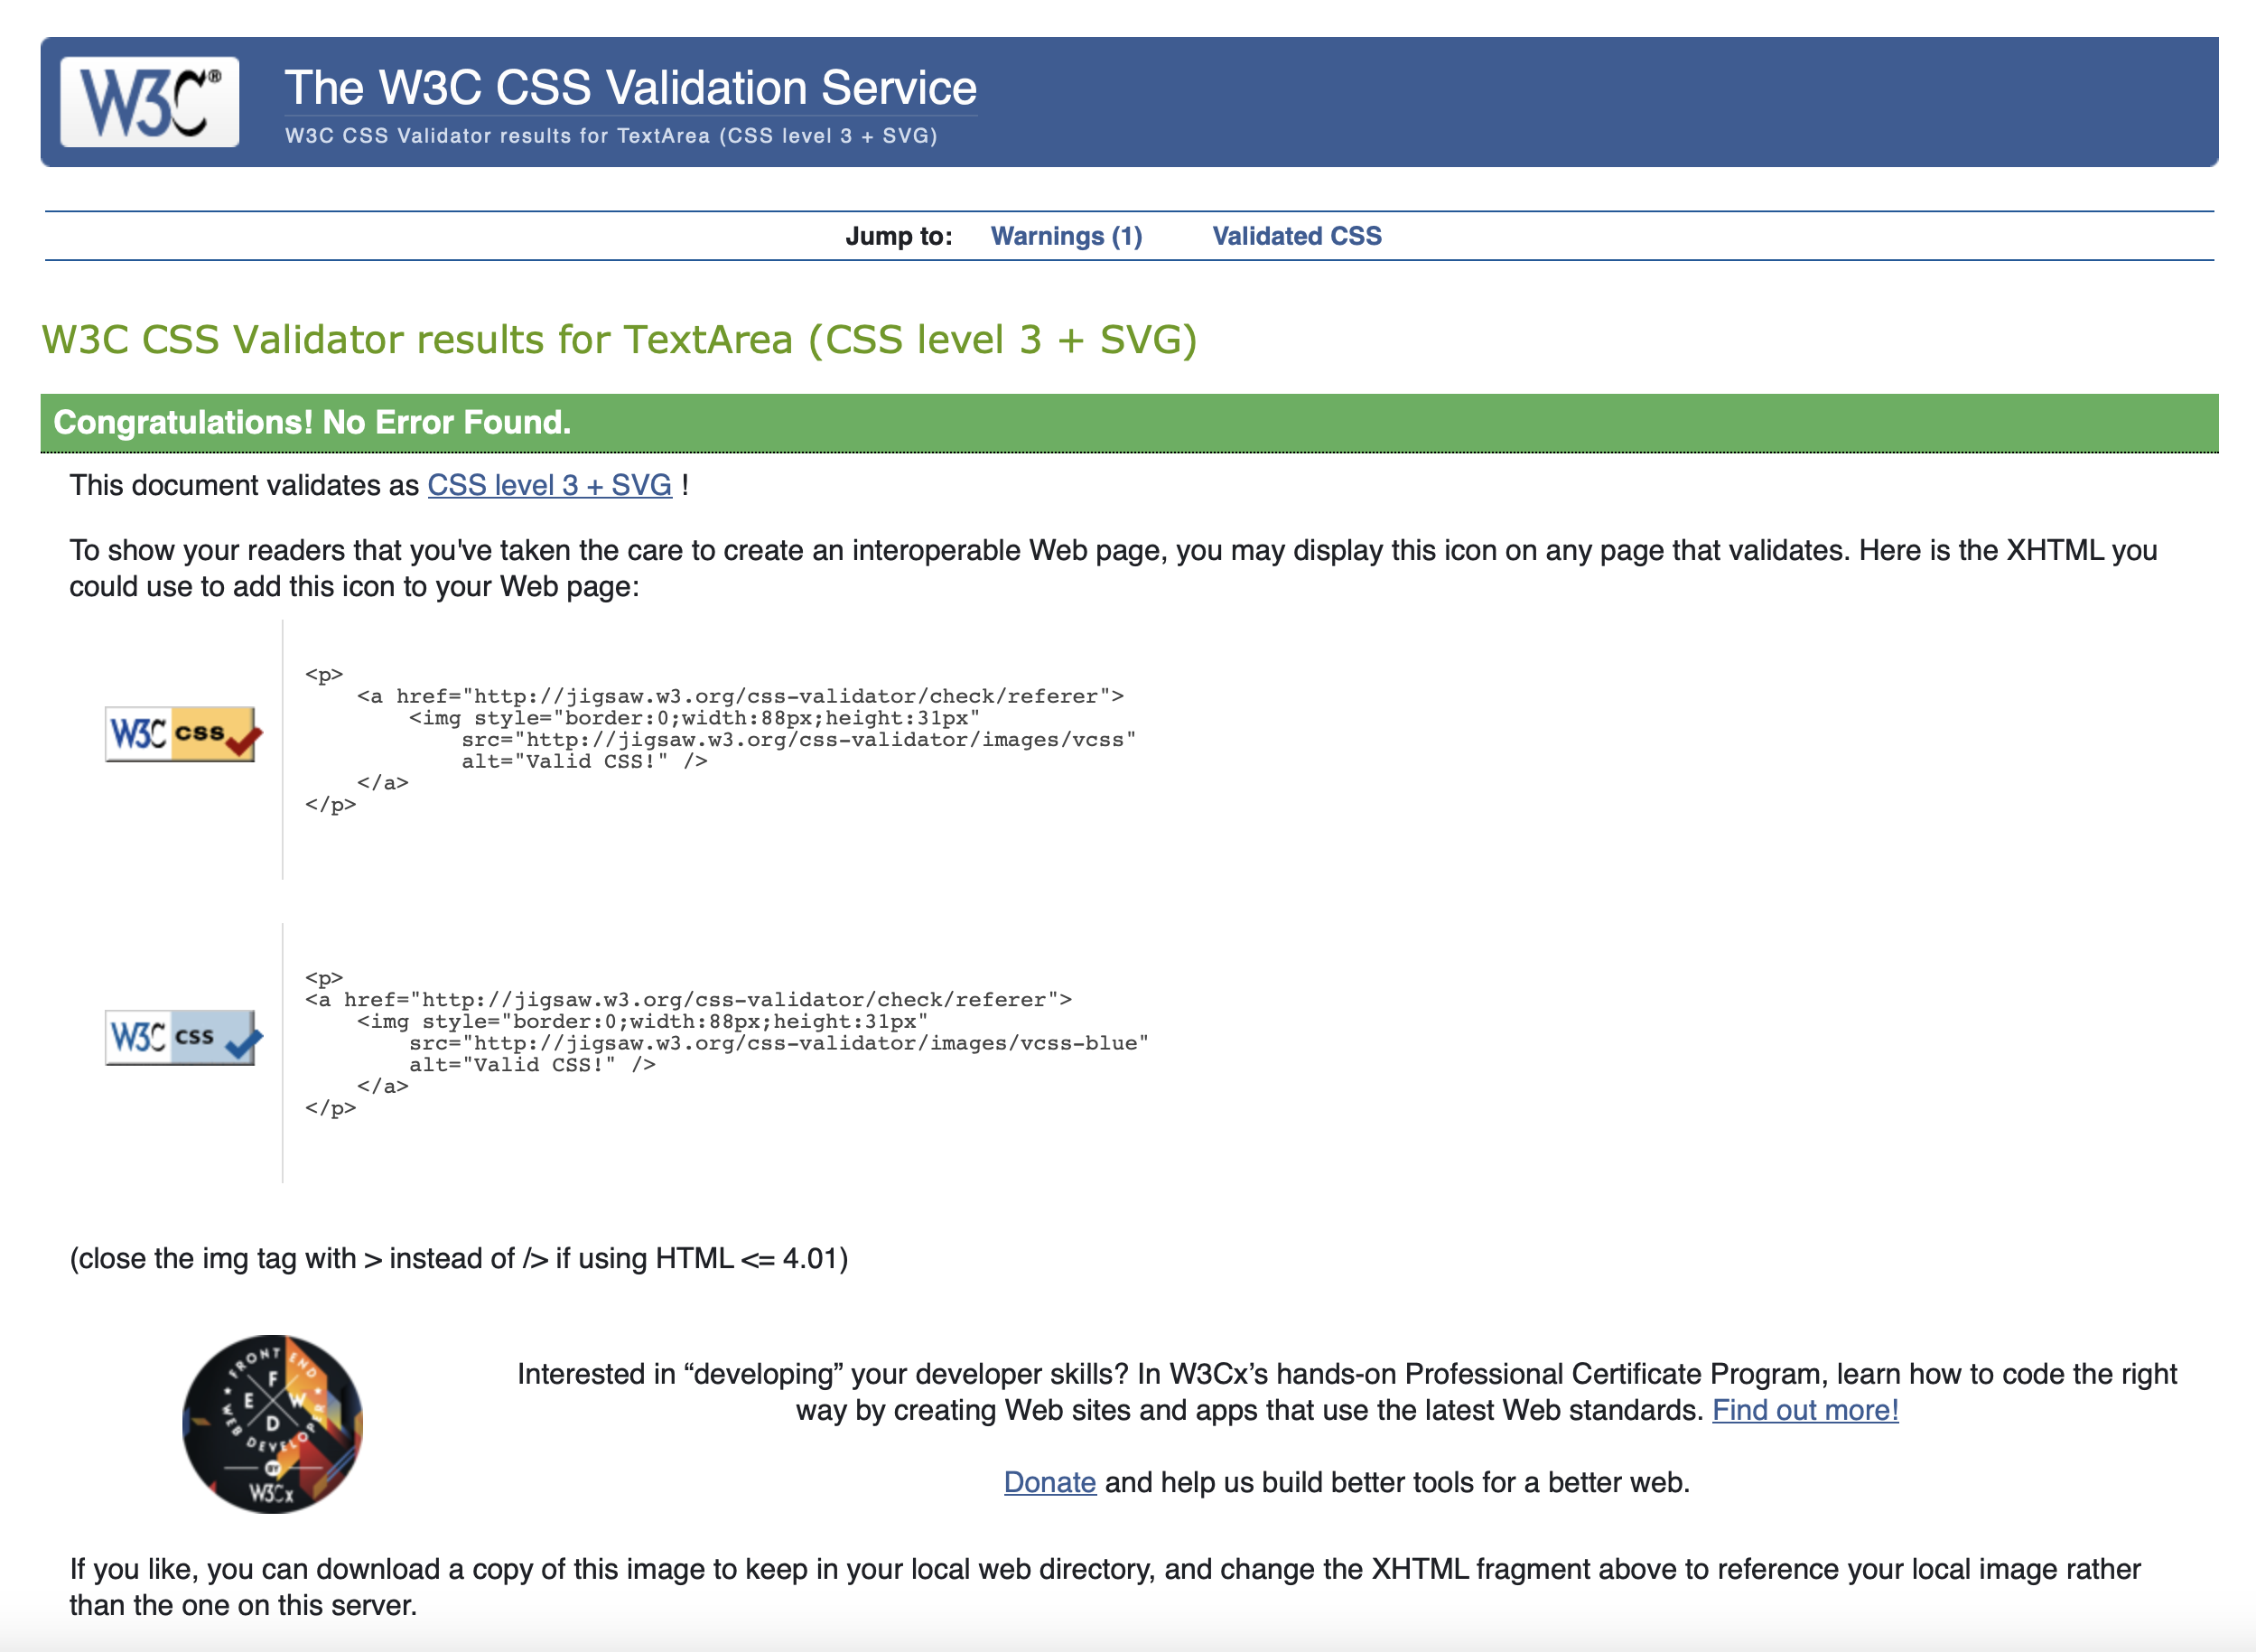 W3C®
The W3C CSS Validation Service
W3C CSS Validator results for TextArea (CSS level 3 + SVG)
Jump to: Warnings (1) Validated CSS
W3C CSS Validator results for TextArea (CSS level 3 + SVG)
Congratulations! No Error Found.
This document validates as CSS level 3 + SVG !
To show your readers that you've taken the care to create an interoperable Web page, you may display this icon on any page that validates. Here is the XHTML you
could use to add this icon to your Web page:
W3C css
<p>
<a href="http://jigsaw.w3.org/css-validator/check/referer">
<img style="border:0;width:88px;height:31px"
src="http://jigsaw.w3.org/css-validator/images/vcss"
alt="Valid CSS!" />
</a>
</p>
W3C css
<p>
<a href="http://jigsaw.w3.org/css-validator/check/referer">
<img style="border:0;width:88px;height:31px"
src="http://jigsaw.w3.org/css-validator/images/vcss-blue"
alt="Valid CSS!" />
</a>
</p>
(close the img tag with > instead of /> if using HTML <= 4.01)
FRONT END
F
E W
D
WEB DEVELOPER
BY
W3Cx
Interested in “developing” your developer skills? In W3Cx’s hands-on Professional Certificate Program, learn how to code the right
way by creating Web sites and apps that use the latest Web standards. Find out more!
Donate and help us build better tools for a better web.
If you like, you can download a copy of this image to keep in your local web directory, and change the XHTML fragment above to reference your local image rather
than the one on this server.